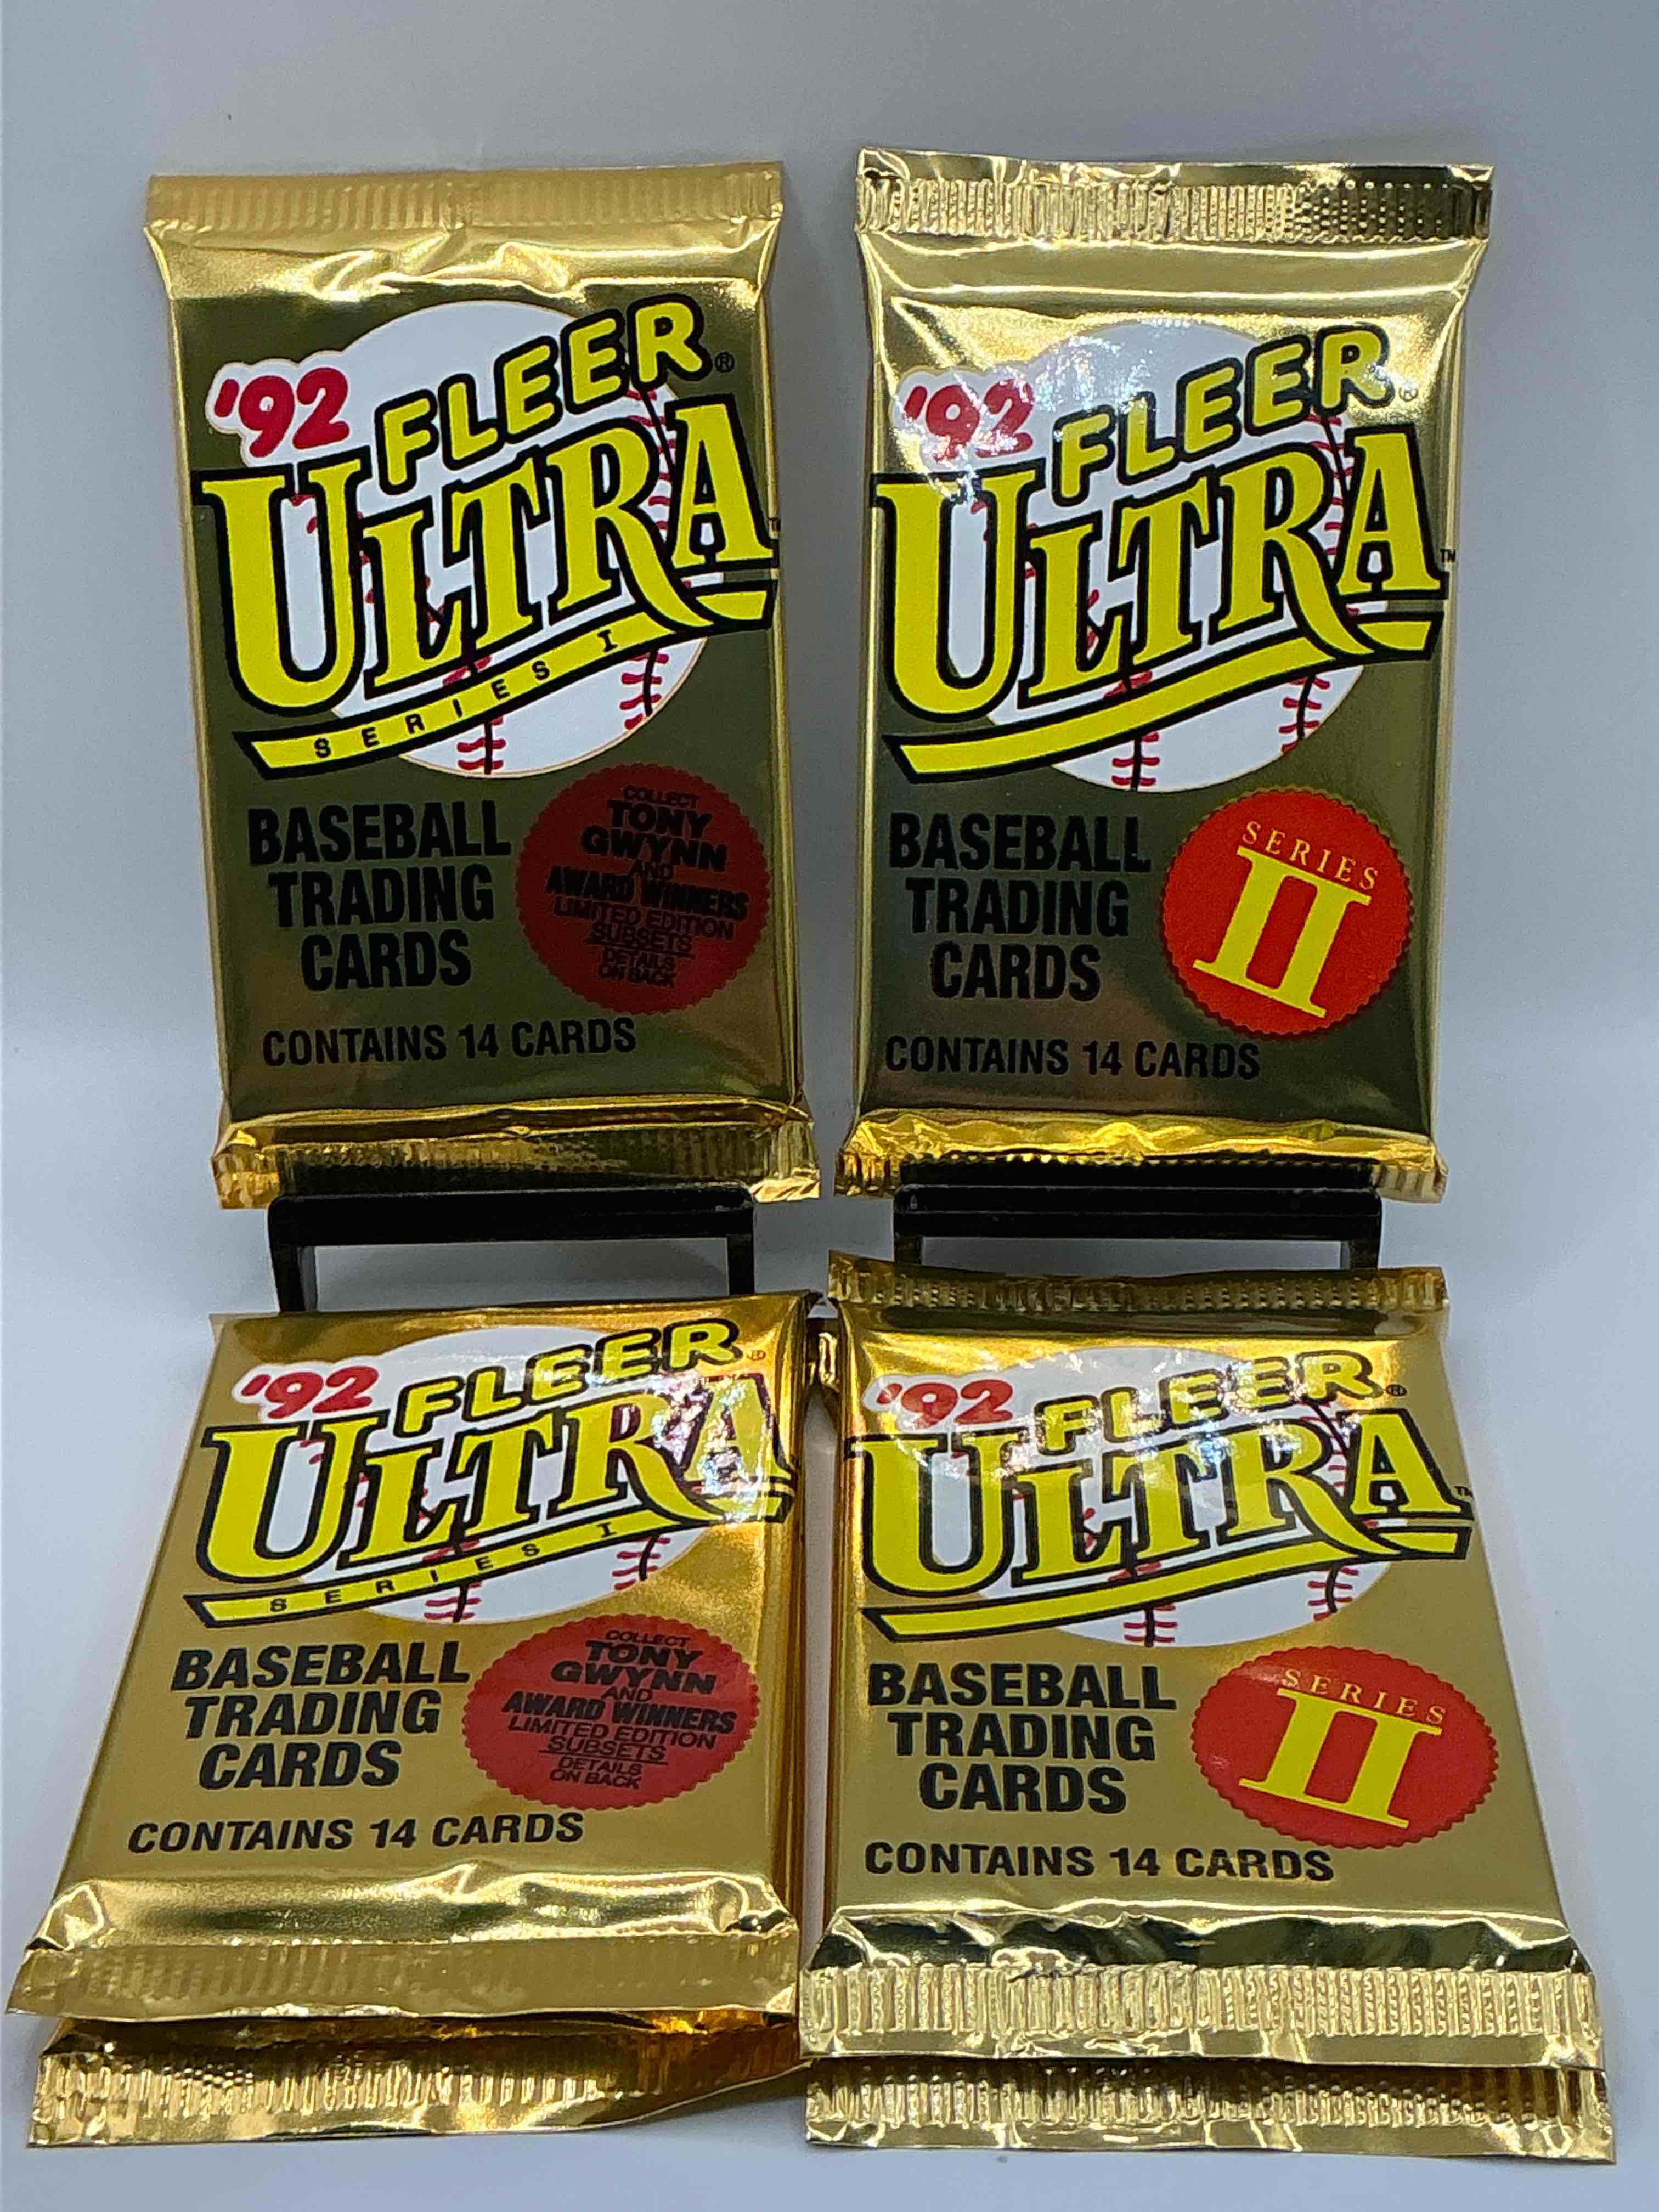 '92 FLEER®
ULTRA™
SERIES I
BASEBALL
TRADING
CARDS
COLLECT
TONY
GWYNN
AND
AWARD WINNERS
LIMITED EDITION
SUBSETS
DETAILS
ON BACK
CONTAINS 14 CARDS
'92 FLEER®
ULTRA™
BASEBALL
TRADING
CARDS
SERIES
II
CONTAINS 14 CARDS
'92 FLEER®
ULTRA
SERIES I
BASEBALL
TRADING
CARDS
COLLECT
TONY
GWYNN
AND
AWARD WINNERS
LIMITED EDITION
SUBSETS
DETAILS
ON BACK
CONTAINS 14 CARDS
'92 FLEER®
ULTRA™
BASEBALL
TRADING
CARDS
SERIES
II
CONTAINS 14 CARDS